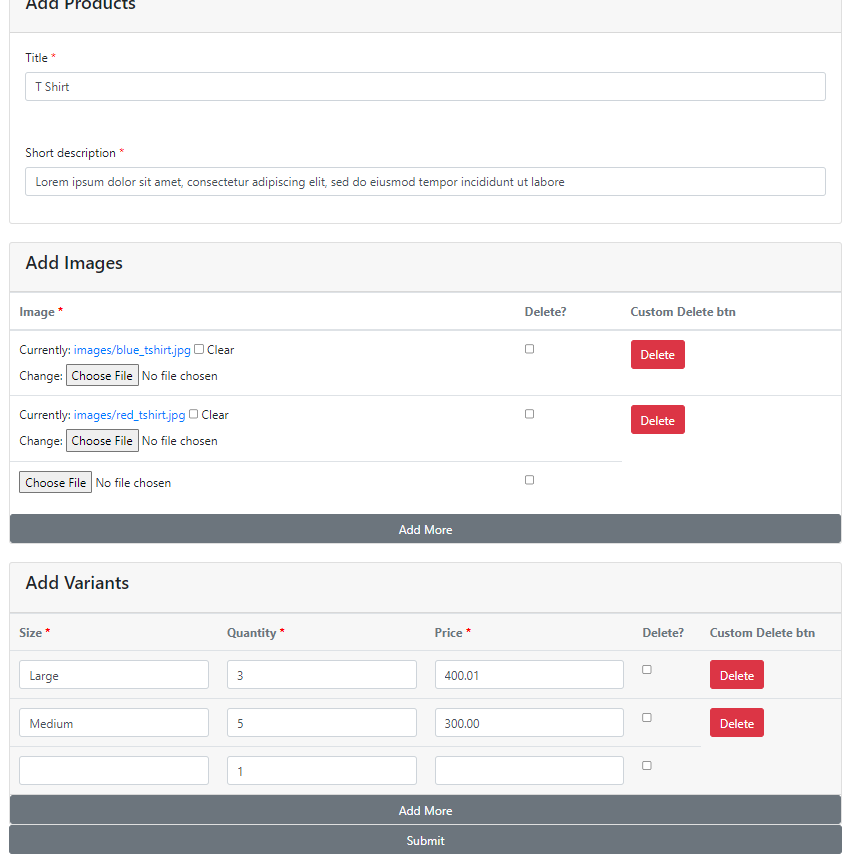 Add Products
Title *
T Shirt
Short description *
Lorem ipsum dolor sit amet, consectetur adipiscing elit, sed do eiusmod tempor incididunt ut labore
Add Images
Image * Delete? Custom Delete btn
Currently: images/blue_tshirt.jpg Clear Delete
Change: Choose File No file chosen
Currently: images/red_tshirt.jpg Clear Delete
Change: Choose File No file chosen
Choose File No file chosen
Add More
Add Variants
Size * Quantity * Price * Delete? Custom Delete btn
Large 3 400.01 Delete
Medium 5 300.00 Delete
1
Add More
Submit